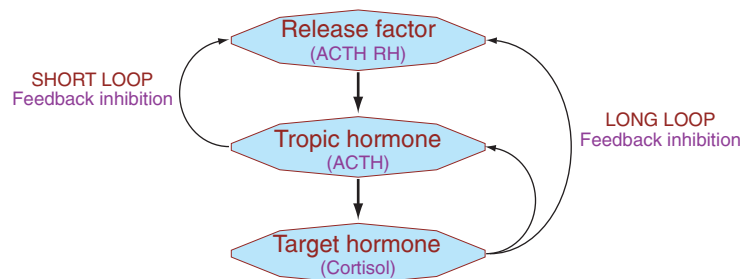 Release factor
(ACTH RH)
SHORT LOOP
Feedback inhibition
LONG LOOP
Feedback inhibition
Tropic hormone
(ACTH)
Target hormone
(Cortisol)